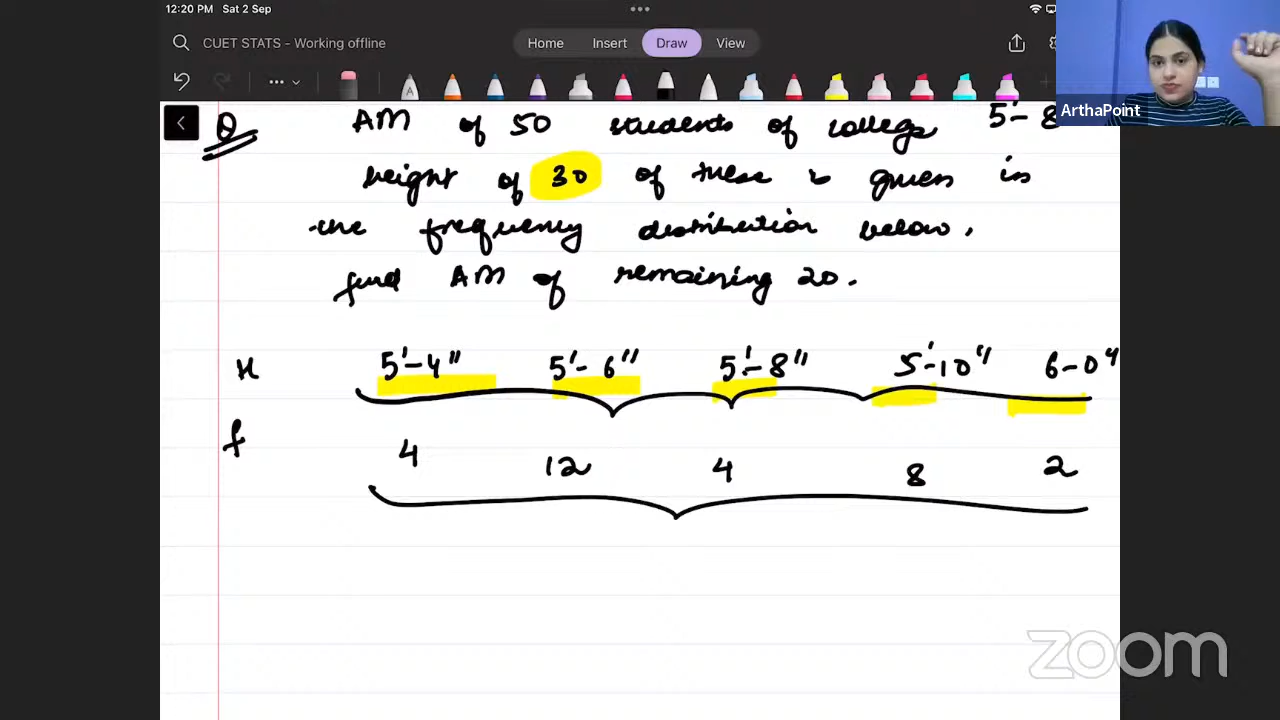 12:20 PM Sat 2 Sep
CUET STATS - Working offline
Home Insert Draw View
ArthaPoint
Q AM of 50 students of college 5'- 8
height of 30 of these is given in
the frequency distribution below.
find AM of remaining 20.
H 5'-4" 5'-6" 5'-8" 5'-10" 6-0"
f 4 12 4 8 2
zoom